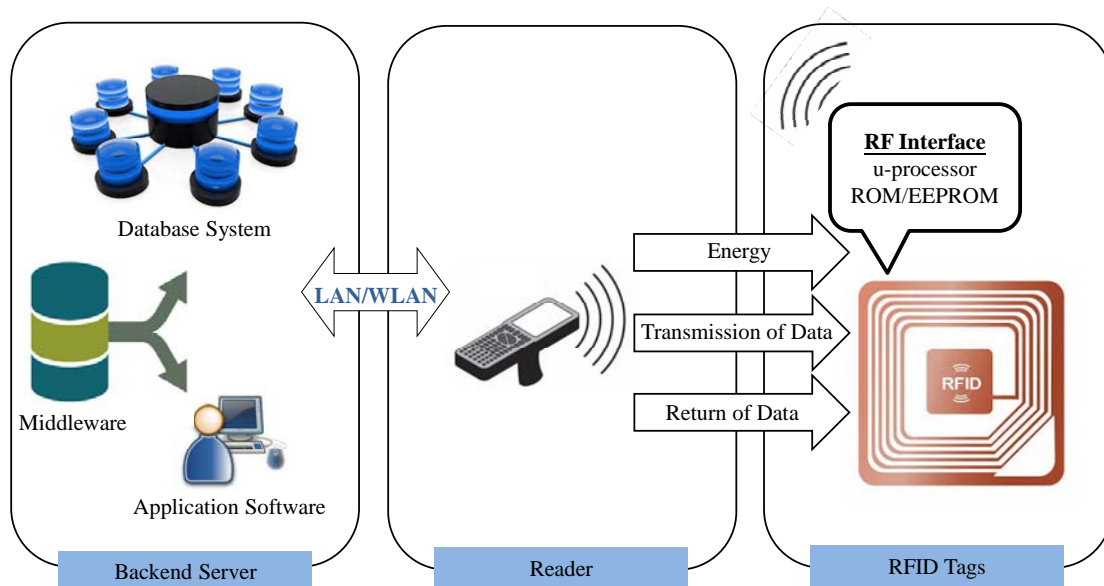 Database System
Middleware
Application Software
Backend Server
LAN/WLAN
Reader
Energy
Transmission of Data
Return of Data
RF Interface
u-processor
ROM/EEPROM
RFID
RFID Tags